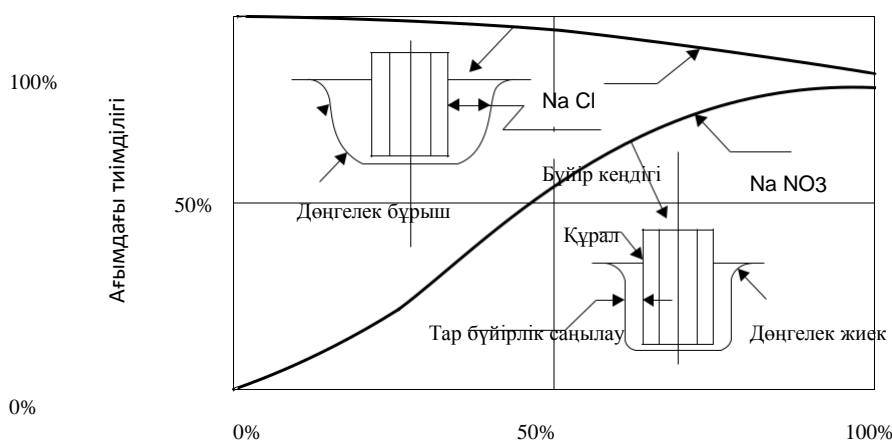 100%
Ағымдағы тиімділігі
Na Cl
Бүйір кеңдігі
Na NO3
50%
Дөңгелек бұрыш
Құрал
Тар бүйірлік саңылау
Дөңгелек жиек
0%
0%
50%
100%